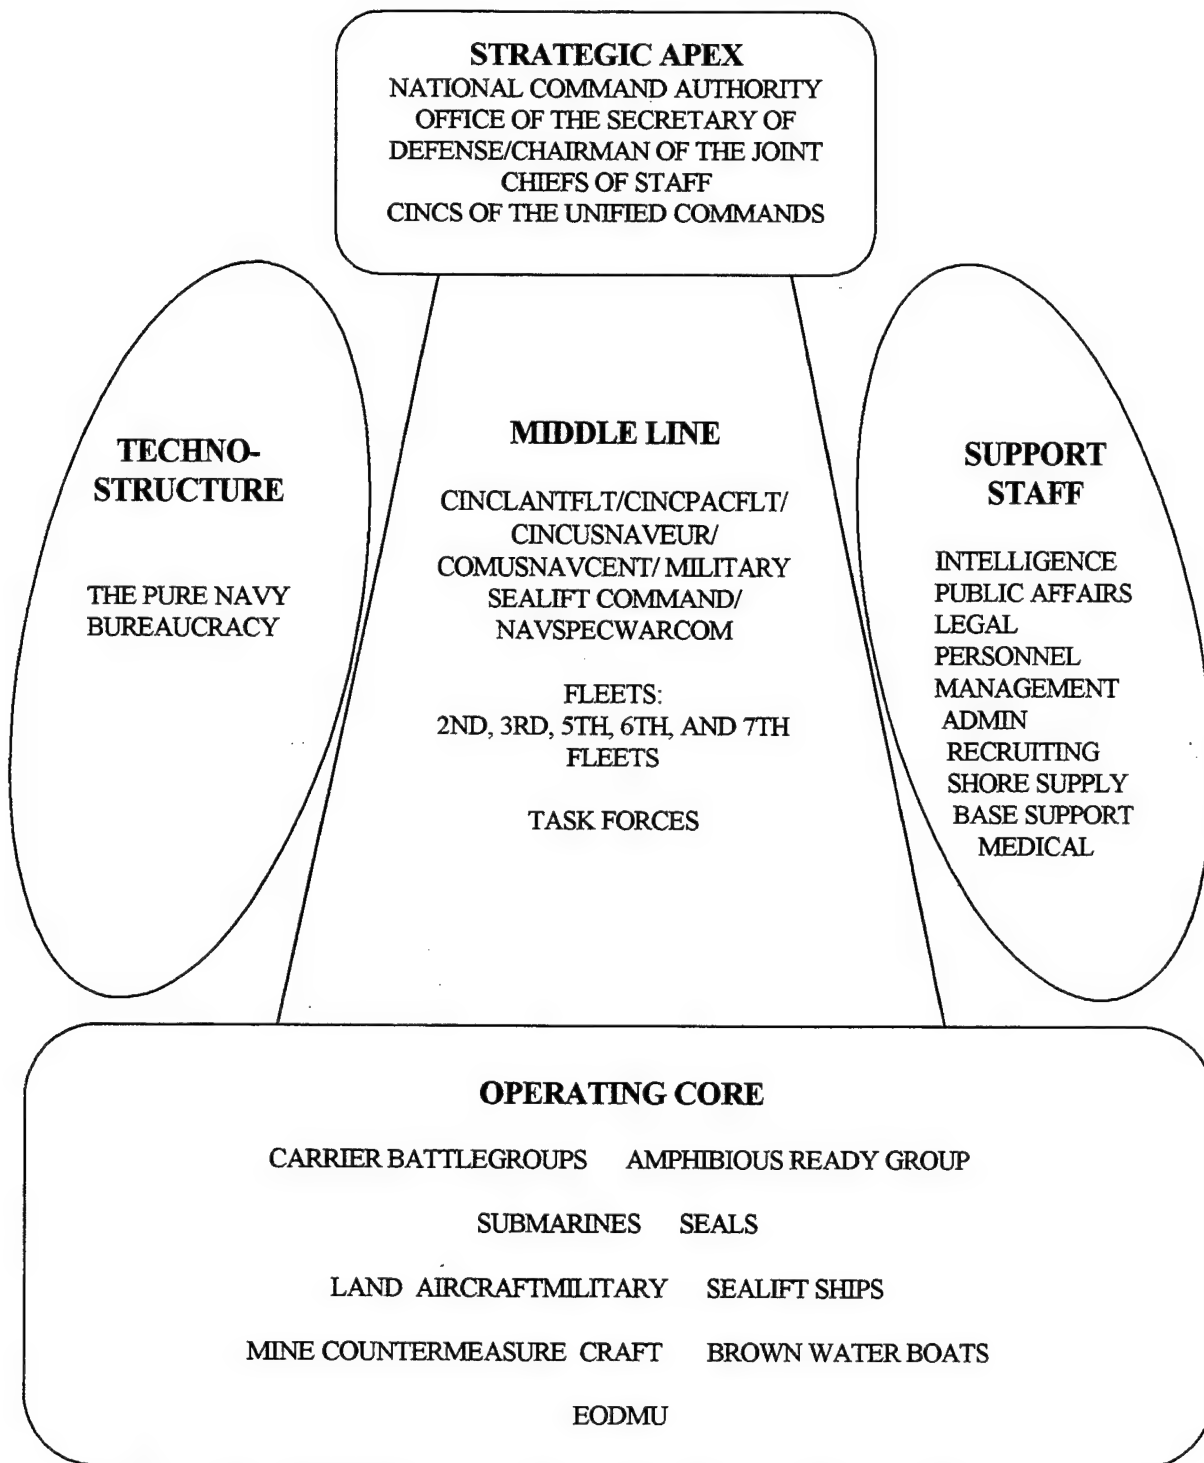 STRATEGIC APEX
NATIONAL COMMAND AUTHORITY
OFFICE OF THE SECRETARY OF
DEFENSE/CHAIRMAN OF THE JOINT
CHIEFS OF STAFF
CINCS OF THE UNIFIED COMMANDS
TECHNO-
STRUCTURE
THE PURE NAVY
BUREAUCRACY
MIDDLE LINE
CINCLANTFLT/CINCPACFLT/
CINCUSNAVEUR/
COMUSNAVCENT/ MILITARY
SEALIFT COMMAND/
NAVSPECWARCOM
FLEETS:
2ND, 3RD, 5TH, 6TH, AND 7TH
FLEETS
TASK FORCES
SUPPORT
STAFF
INTELLIGENCE
PUBLIC AFFAIRS
LEGAL
PERSONNEL
MANAGEMENT
ADMIN
RECRUITING
SHORE SUPPLY
BASE SUPPORT
MEDICAL
OPERATING CORE
CARRIER BATTLEGROUPS AMPHIBIOUS READY GROUP
SUBMARINES SEALS
LAND AIRCRAFTMILITARY SEALIFT SHIPS
MINE COUNTERMEASURE CRAFT BROWN WATER BOATS
EODMU